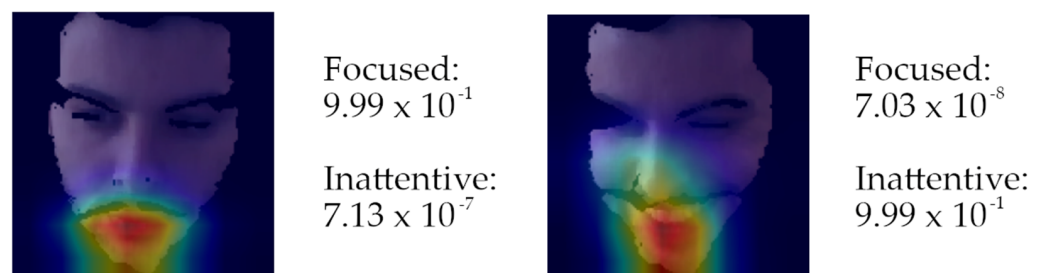 Focused:
9.99 x 10⁻¹
Inattentive:
7.13 x 10⁻⁷
Focused:
7.03 x 10⁻⁸
Inattentive:
9.99 x 10⁻¹